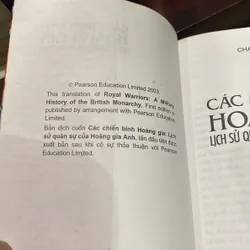 © Pearson Education Limited 2003.
This translation of Royal Warriors: A Military
History of the British Monarchy, First Edition is
published by arrangement with Pearson Education
Limited.
Bản dịch cuốn Các chiến binh Hoàng gia: Lịch
sử quân sự của Hoàng gia Anh, lần đầu tiên được
xuất bản sau khi có sự thỏa thuận với Pearson
Education Limited.
CHA
CÁC C
HOÀ
LỊCH SỬ QU